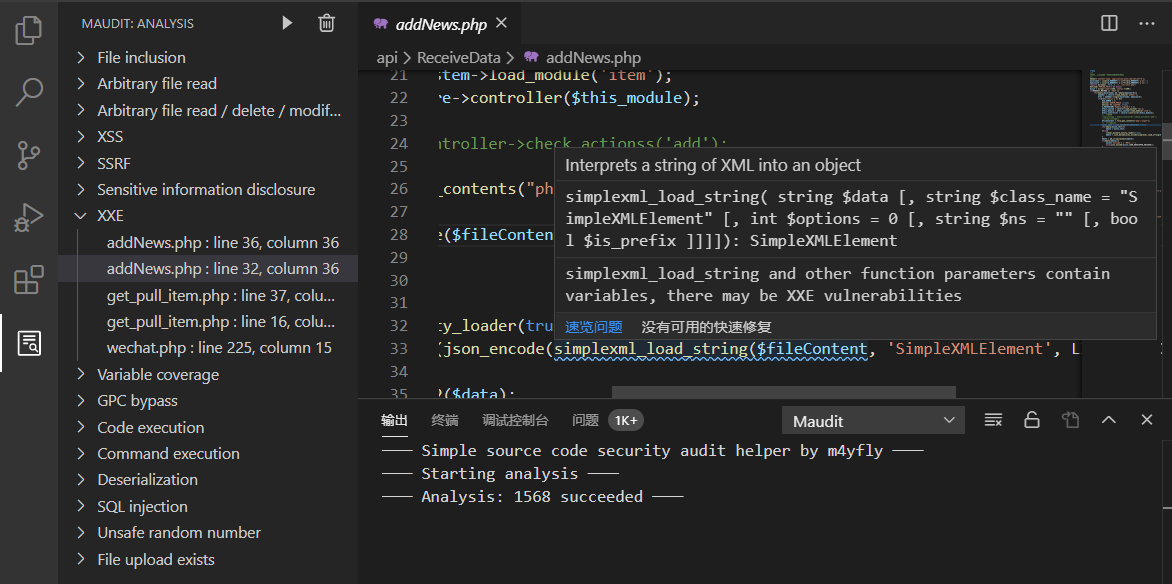 MAUDIT: ANALYSIS
File inclusion
Arbitrary file read
Arbitrary file read / delete / modif...
XSS
SSRF
Sensitive information disclosure
XXE
addNews.php : line 36, column 36
addNews.php : line 32, column 36
get_pull_item.php : line 37, colu...
get_pull_item.php : line 16, colu...
wechat.php : line 225, column 15
Variable coverage
GPC bypass
Code execution
Command execution
Deserialization
SQL injection
Unsafe random number
File upload exists
addNews.php
api > ReceiveData > addNews.php
21 tem->load_module('item');
22 e->controller($this_module);
23
24 ntroller->check_actionss('add');
25
26 _contents("ph
27
28 e($fileConten
29
30
31
32 ty_loader(tru
33 (json_encode(simplexml_load_string($fileContent, 'SimpleXMLElement', L
34
35 ?($data);
Interprets a string of XML into an object
simplexml_load_string( string $data [, string $class_name = "S
impleXMLElement" [, int $options = 0 [, string $ns = "" [, boo
l $is_prefix ]]]]): SimpleXMLElement
simplexml_load_string and other function parameters contain
variables, there may be XXE vulnerabilities
速览问题 没有可用的快速修复
输出 终端 调试控制台 问题 1K+ Maudit
—— Simple source code security audit helper by m4yfly ——
—— Starting analysis ——
—— Analysis: 1568 succeeded ——